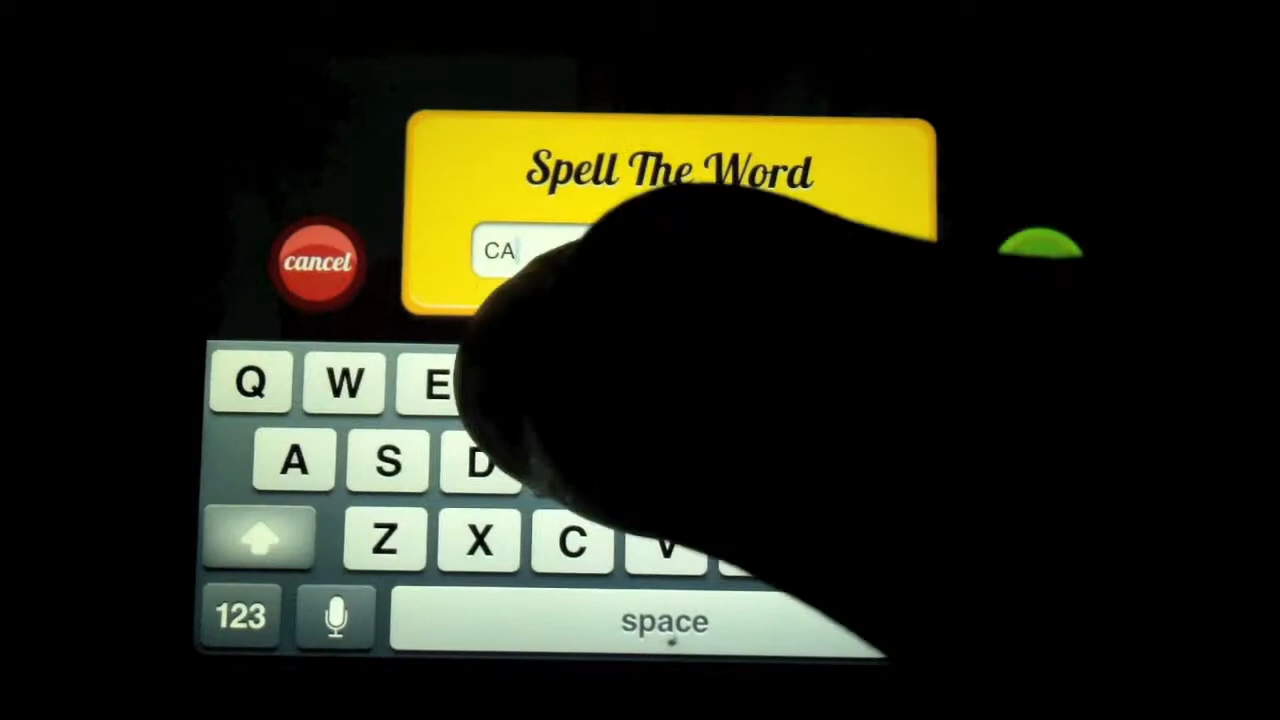 Spell The Word
CA
cancel
Q W E
A S D
Z X C V
123 space